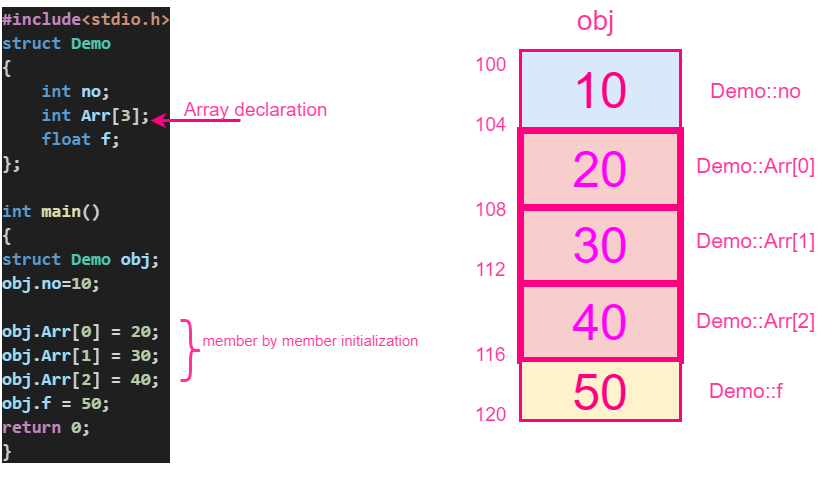 #include<stdio.h>
struct Demo
{
    int no;
    int Arr[3];
    float f;
};

int main()
{
struct Demo obj;
obj.no=10;

obj.Arr[0] = 20;
obj.Arr[1] = 30;
obj.Arr[2] = 40;
obj.f = 50;
return 0;
}
Array declaration
member by member initialization
obj
100
10
Demo::no
104
20
Demo::Arr[0]
108
30
Demo::Arr[1]
112
40
Demo::Arr[2]
116
50
Demo::f
120